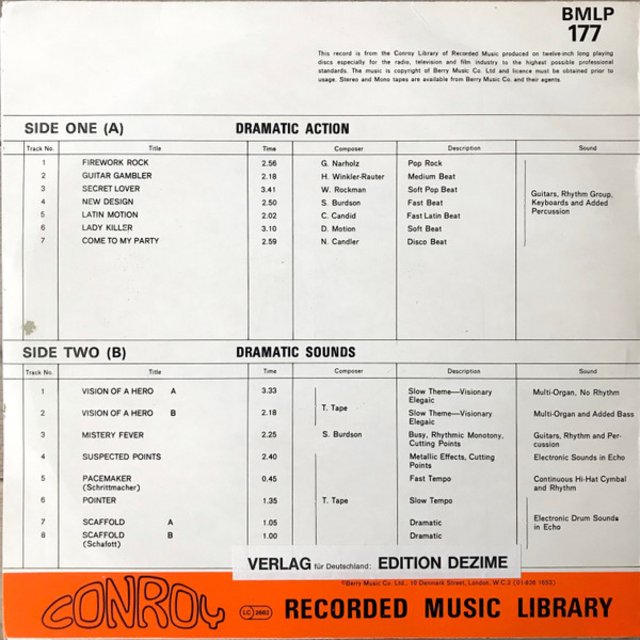 BMLP
177
This record is from the Conroy Library of Recorded Music produced on twelve-inch long playing
discs especially for the radio, television and film industry to the highest possible professional
standards. The music is copyright of Berry Music Co. Ltd and licence must be obtained prior to
usage. Stereo and Mono tapes are available from Berry Music Co. and their agents.
SIDE ONE (A) DRAMATIC ACTION
Track No. Title Time Composer Description Sound
1 FIREWORK ROCK 2.56 G. Narholz Pop Rock
2 GUITAR GAMBLER 2.18 H. Winkler-Rauter Medium Beat
3 SECRET LOVER 3.41 W. Rockman Soft Pop Beat
4 NEW DESIGN 2.50 S. Burdson Fast Beat
5 LATIN MOTION 2.02 C. Candid Fast Latin Beat
6 LADY KILLER 3.10 D. Motion Soft Beat
7 COME TO MY PARTY 2.59 N. Candler Disco Beat
Guitars, Rhythm Group,
Keyboards and Added
Percussion
SIDE TWO (B) DRAMATIC SOUNDS
Track No. Title Time Composer Description Sound
1 VISION OF A HERO A 3.33 Slow Theme—Visionary Multi-Organ, No Rhythm
Elegaic
T. Tape
2 VISION OF A HERO B 2.18 Slow Theme—Visionary Multi-Organ and Added Bass
Elegaic
3 MISTERY FEVER 2.25 S. Burdson Busy, Rhythmic Monotony, Guitars, Rhythm and Per-
Cutting Points cussion
4 SUSPECTED POINTS 2.40 Metallic Effects, Cutting Electronic Sounds in Echo
Points
5 PACEMAKER 0.45 Fast Tempo Continuous Hi-Hat Cymbal
(Schrittmacher) and Rhythm
6 POINTER 1.35 T. Tape Slow Tempo
7 SCAFFOLD A 1.05 Dramatic Electronic Drum Sounds
in Echo
8 SCAFFOLD B 1.00 Dramatic
(Schafott)
VERLAG für Deutschland: EDITION DEZIME
©Berry Music Co. Ltd., 10 Denmark Street, London, W.C.2 (01-836 1653)
CONROY LC 2662 RECORDED MUSIC LIBRARY